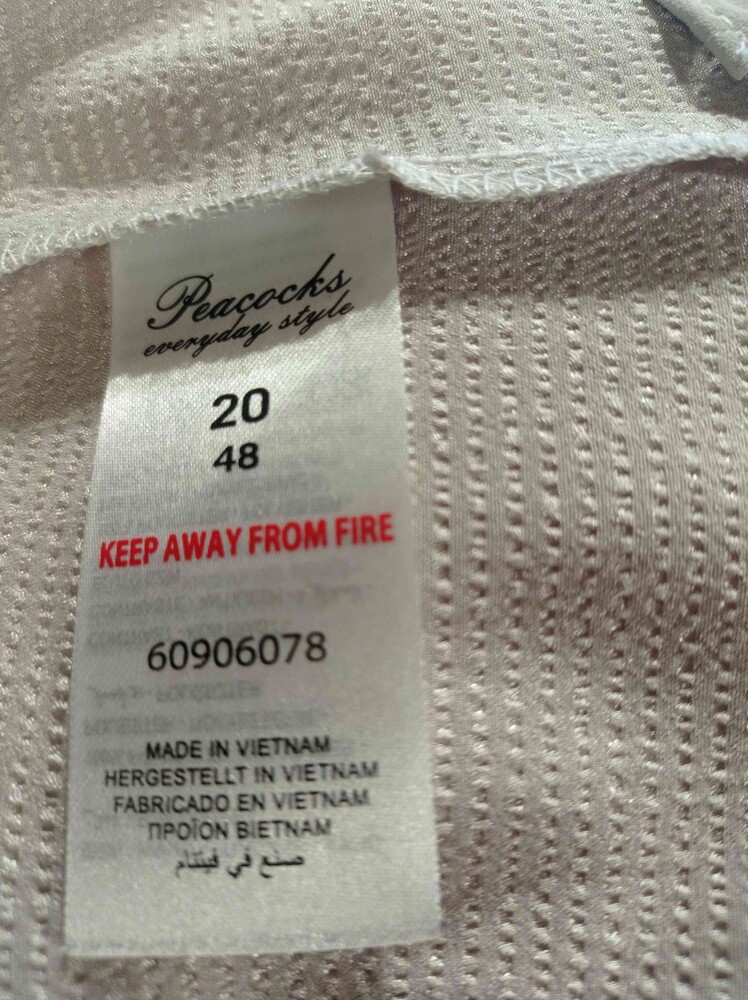 Peacocks
everyday style
20
48
KEEP AWAY FROM FIRE
60906078
MADE IN VIETNAM
HERGESTELLT IN VIETNAM
FABRICADO EN VIETNAM
ΠΡΟΪΟΝ ΒΙΕΤΝΑΜ
صنع في فيتنام